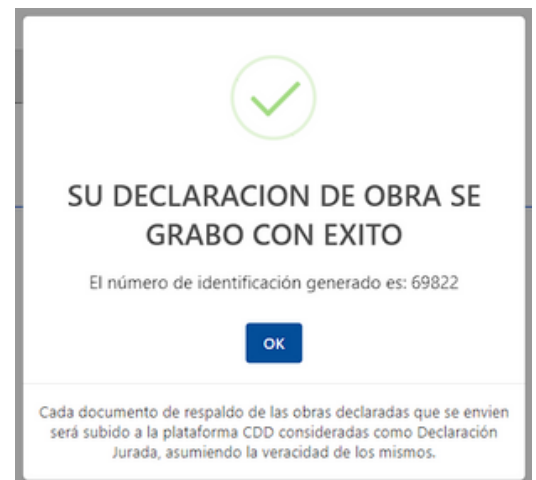 SU DECLARACION DE OBRA SE
GRABO CON EXITO
El número de identificación generado es: 69822
OK
Cada documento de respaldo de las obras declaradas que se envien
será subido a la plataforma CDD consideradas como Declaración
Jurada, asumiendo la veracidad de los mismos.